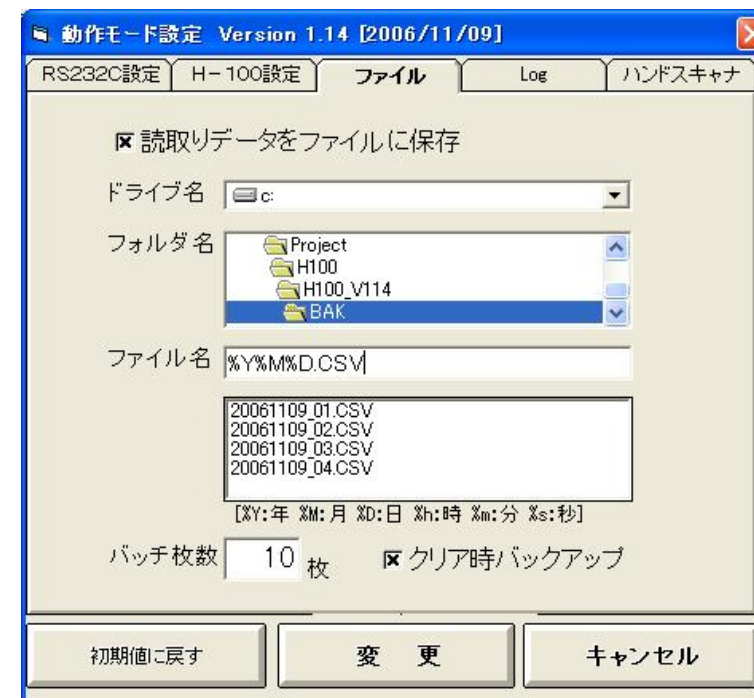 動作モード設定 Version 1.14 [2006/11/09]
RS232C設定 H-100設定 ファイル Log ハンドスキャナ
読取りデータをファイルに保存
ドライブ名 c:
フォルダ名 Project
H100
H100_V114
BAK
ファイル名 %Y%M%D.CSV
20061109_01.CSV
20061109_02.CSV
20061109_03.CSV
20061109_04.CSV
[%Y:年 %M:月 %D:日 %h:時 %m:分 %s:秒]
バッチ枚数 10 枚 クリア時バックアップ
初期値に戻す 変 更 キャンセル